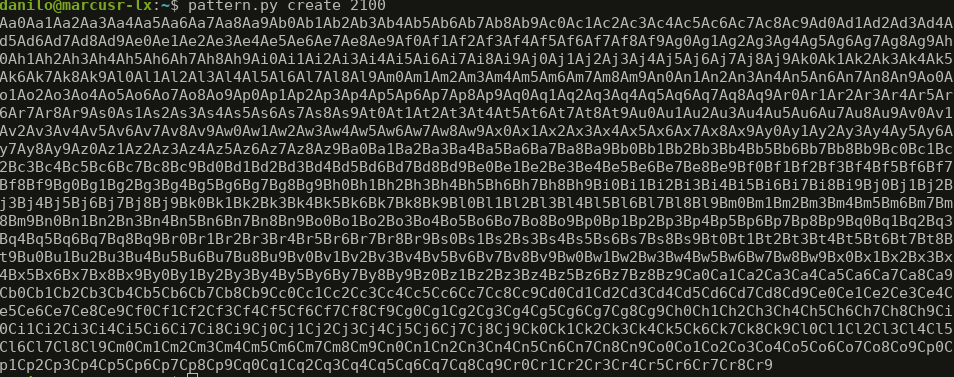 danilo@marcusr-lx:~$ pattern.py create 2100
Aa0Aa1Aa2Aa3Aa4Aa5Aa6Aa7Aa8Aa9Ab0Ab1Ab2Ab3Ab4Ab5Ab6Ab7Ab8Ab9Ac0Ac1Ac2Ac3Ac4Ac5Ac6Ac7Ac8Ac9Ad0Ad1Ad2Ad3Ad4A
d5Ad6Ad7Ad8Ad9Ae0Ae1Ae2Ae3Ae4Ae5Ae6Ae7Ae8Ae9Af0Af1Af2Af3Af4Af5Af6Af7Af8Af9Ag0Ag1Ag2Ag3Ag4Ag5Ag6Ag7Ag8Ag9Ah
0Ah1Ah2Ah3Ah4Ah5Ah6Ah7Ah8Ah9Ai0Ai1Ai2Ai3Ai4Ai5Ai6Ai7Ai8Ai9Aj0Aj1Aj2Aj3Aj4Aj5Aj6Aj7Aj8Aj9Ak0Ak1Ak2Ak3Ak4Ak5
Ak6Ak7Ak8Ak9Al0Al1Al2Al3Al4Al5Al6Al7Al8Al9Am0Am1Am2Am3Am4Am5Am6Am7Am8Am9An0An1An2An3An4An5An6An7An8An9Ao0A
o1Ao2Ao3Ao4Ao5Ao6Ao7Ao8Ao9Ap0Ap1Ap2Ap3Ap4Ap5Ap6Ap7Ap8Ap9Aq0Aq1Aq2Aq3Aq4Aq5Aq6Aq7Aq8Aq9Ar0Ar1Ar2Ar3Ar4Ar5Ar
6Ar7Ar8Ar9As0As1As2As3As4As5As6As7As8As9At0At1At2At3At4At5At6At7At8At9Au0Au1Au2Au3Au4Au5Au6Au7Au8Au9Av0Av1
Av2Av3Av4Av5Av6Av7Av8Av9Aw0Aw1Aw2Aw3Aw4Aw5Aw6Aw7Aw8Aw9Ax0Ax1Ax2Ax3Ax4Ax5Ax6Ax7Ax8Ax9Ay0Ay1Ay2Ay3Ay4Ay5Ay6A
y7Ay8Ay9Az0Az1Az2Az3Az4Az5Az6Az7Az8Az9Ba0Ba1Ba2Ba3Ba4Ba5Ba6Ba7Ba8Ba9Bb0Bb1Bb2Bb3Bb4Bb5Bb6Bb7Bb8Bb9Bc0Bc1Bc
2Bc3Bc4Bc5Bc6Bc7Bc8Bc9Bd0Bd1Bd2Bd3Bd4Bd5Bd6Bd7Bd8Bd9Be0Be1Be2Be3Be4Be5Be6Be7Be8Be9Bf0Bf1Bf2Bf3Bf4Bf5Bf6Bf7
Bf8Bf9Bg0Bg1Bg2Bg3Bg4Bg5Bg6Bg7Bg8Bg9Bh0Bh1Bh2Bh3Bh4Bh5Bh6Bh7Bh8Bh9Bi0Bi1Bi2Bi3Bi4Bi5Bi6Bi7Bi8Bi9Bj0Bj1Bj2B
j3Bj4Bj5Bj6Bj7Bj8Bj9Bk0Bk1Bk2Bk3Bk4Bk5Bk6Bk7Bk8Bk9Bl0Bl1Bl2Bl3Bl4Bl5Bl6Bl7Bl8Bl9Bm0Bm1Bm2Bm3Bm4Bm5Bm6Bm7Bm
8Bm9Bn0Bn1Bn2Bn3Bn4Bn5Bn6Bn7Bn8Bn9Bo0Bo1Bo2Bo3Bo4Bo5Bo6Bo7Bo8Bo9Bp0Bp1Bp2Bp3Bp4Bp5Bp6Bp7Bp8Bp9Bq0Bq1Bq2Bq3
Bq4Bq5Bq6Bq7Bq8Bq9Br0Br1Br2Br3Br4Br5Br6Br7Br8Br9Bs0Bs1Bs2Bs3Bs4Bs5Bs6Bs7Bs8Bs9Bt0Bt1Bt2Bt3Bt4Bt5Bt6Bt7Bt8B
t9Bu0Bu1Bu2Bu3Bu4Bu5Bu6Bu7Bu8Bu9Bv0Bv1Bv2Bv3Bv4Bv5Bv6Bv7Bv8Bv9Bw0Bw1Bw2Bw3Bw4Bw5Bw6Bw7Bw8Bw9Bx0Bx1Bx2Bx3Bx
4Bx5Bx6Bx7Bx8Bx9By0By1By2By3By4By5By6By7By8By9Bz0Bz1Bz2Bz3Bz4Bz5Bz6Bz7Bz8Bz9Ca0Ca1Ca2Ca3Ca4Ca5Ca6Ca7Ca8Ca9
Cb0Cb1Cb2Cb3Cb4Cb5Cb6Cb7Cb8Cb9Cc0Cc1Cc2Cc3Cc4Cc5Cc6Cc7Cc8Cc9Cd0Cd1Cd2Cd3Cd4Cd5Cd6Cd7Cd8Cd9Ce0Ce1Ce2Ce3Ce4C
e5Ce6Ce7Ce8Ce9Cf0Cf1Cf2Cf3Cf4Cf5Cf6Cf7Cf8Cf9Cg0Cg1Cg2Cg3Cg4Cg5Cg6Cg7Cg8Cg9Ch0Ch1Ch2Ch3Ch4Ch5Ch6Ch7Ch8Ch9Ci
0Ci1Ci2Ci3Ci4Ci5Ci6Ci7Ci8Ci9Cj0Cj1Cj2Cj3Cj4Cj5Cj6Cj7Cj8Cj9Ck0Ck1Ck2Ck3Ck4Ck5Ck6Ck7Ck8Ck9Cl0Cl1Cl2Cl3Cl4Cl5
Cl6Cl7Cl8Cl9Cm0Cm1Cm2Cm3Cm4Cm5Cm6Cm7Cm8Cm9Cn0Cn1Cn2Cn3Cn4Cn5Cn6Cn7Cn8Cn9Co0Co1Co2Co3Co4Co5Co6Co7Co8Co9Cp0C
p1Cp2Cp3Cp4Cp5Cp6Cp7Cp8Cp9Cq0Cq1Cq2Cq3Cq4Cq5Cq6Cq7Cq8Cq9Cr0Cr1Cr2Cr3Cr4Cr5Cr6Cr7Cr8Cr9